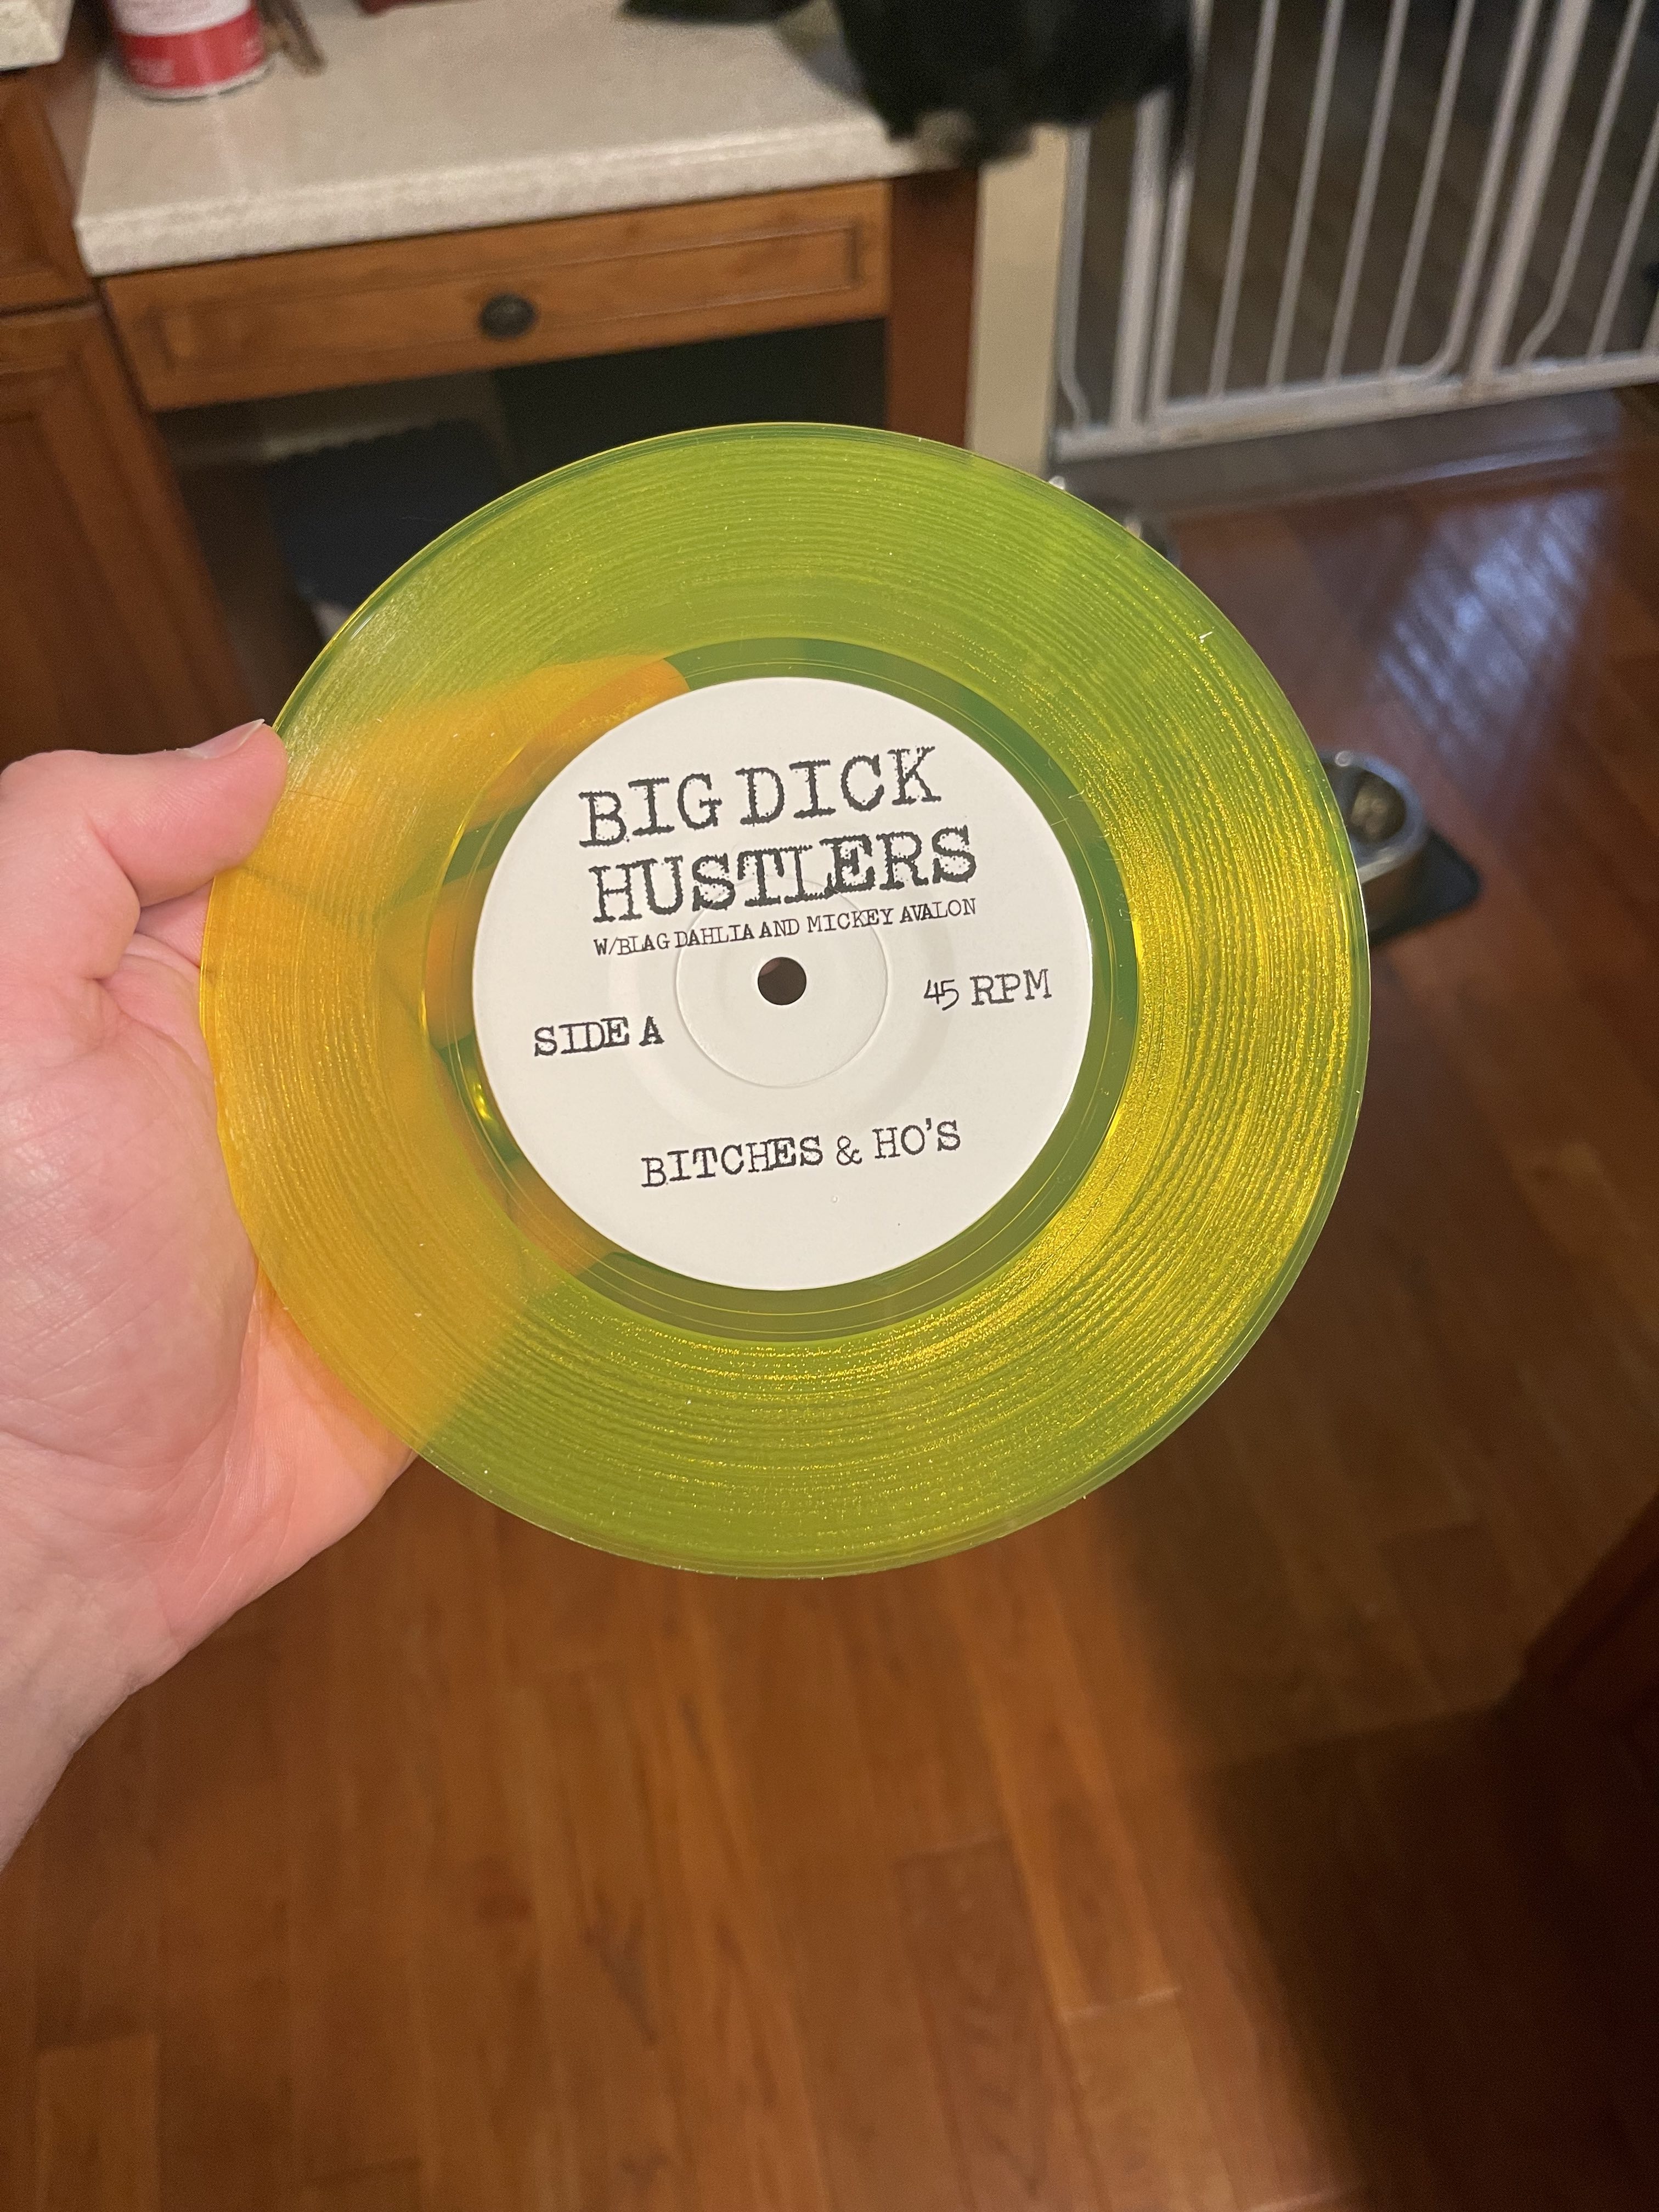 BIG DICK
HUSTLERS
W/BLAG DAHLIA AND MICKEY AVALON
45 RPM
SIDE A
BITCHES & HO'S